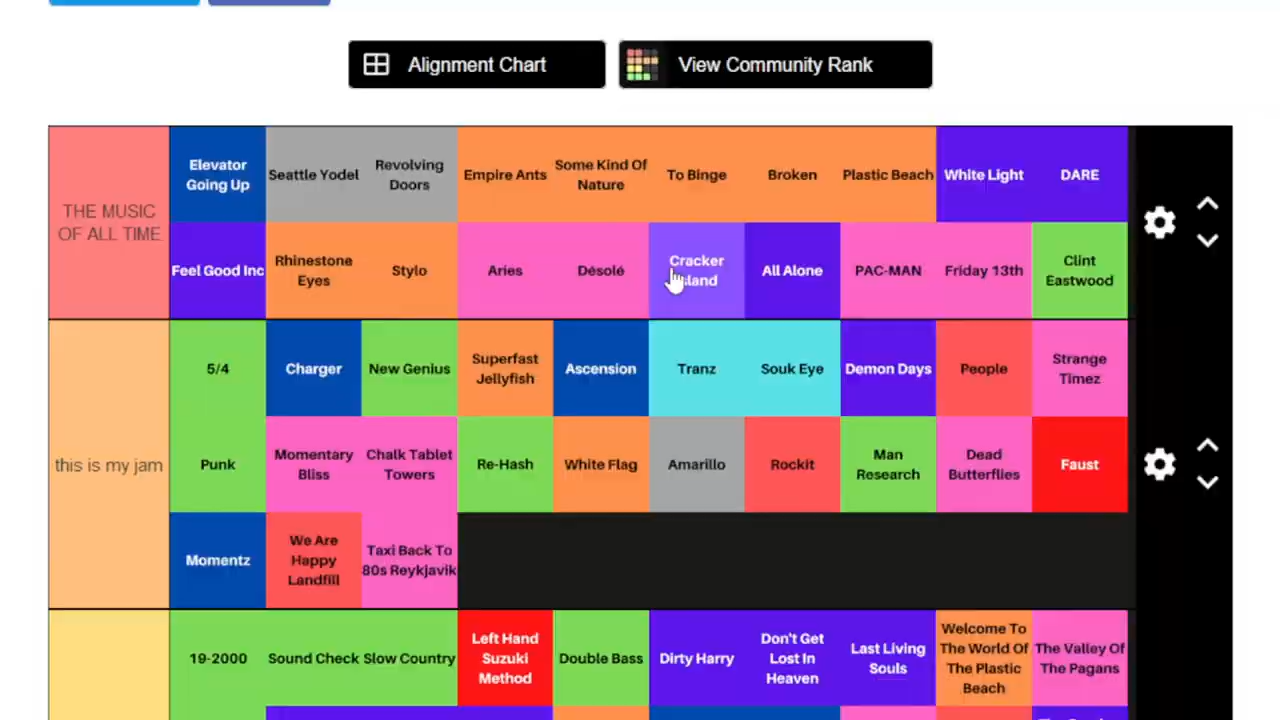 Alignment Chart
View Community Rank
THE MUSIC
OF ALL TIME
Elevator
Going Up
Seattle Yodel
Revolving
Doors
Empire Ants
Some Kind Of
Nature
To Binge
Broken
Plastic Beach
White Light
DARE
Feel Good Inc
Rhinestone
Eyes
Stylo
Aries
Désolé
Cracker
Island
All Alone
PAC-MAN
Friday 13th
Clint
Eastwood
this is my jam
5/4
Charger
New Genius
Superfast
Jellyfish
Ascension
Tranz
Souk Eye
Demon Days
People
Strange
Timez
Punk
Momentary
Bliss
Chalk Tablet
Towers
Re-Hash
White Flag
Amarillo
Rockit
Man
Research
Dead
Butterflies
Faust
Momentz
We Are
Happy
Landfill
Taxi Back To
80s Reykjavik
19-2000
Sound Check
Slow Country
Left Hand
Suzuki
Method
Double Bass
Dirty Harry
Don't Get
Lost In
Heaven
Last Living
Souls
Welcome To
The World Of
The Plastic
Beach
The Valley Of
The Pagans